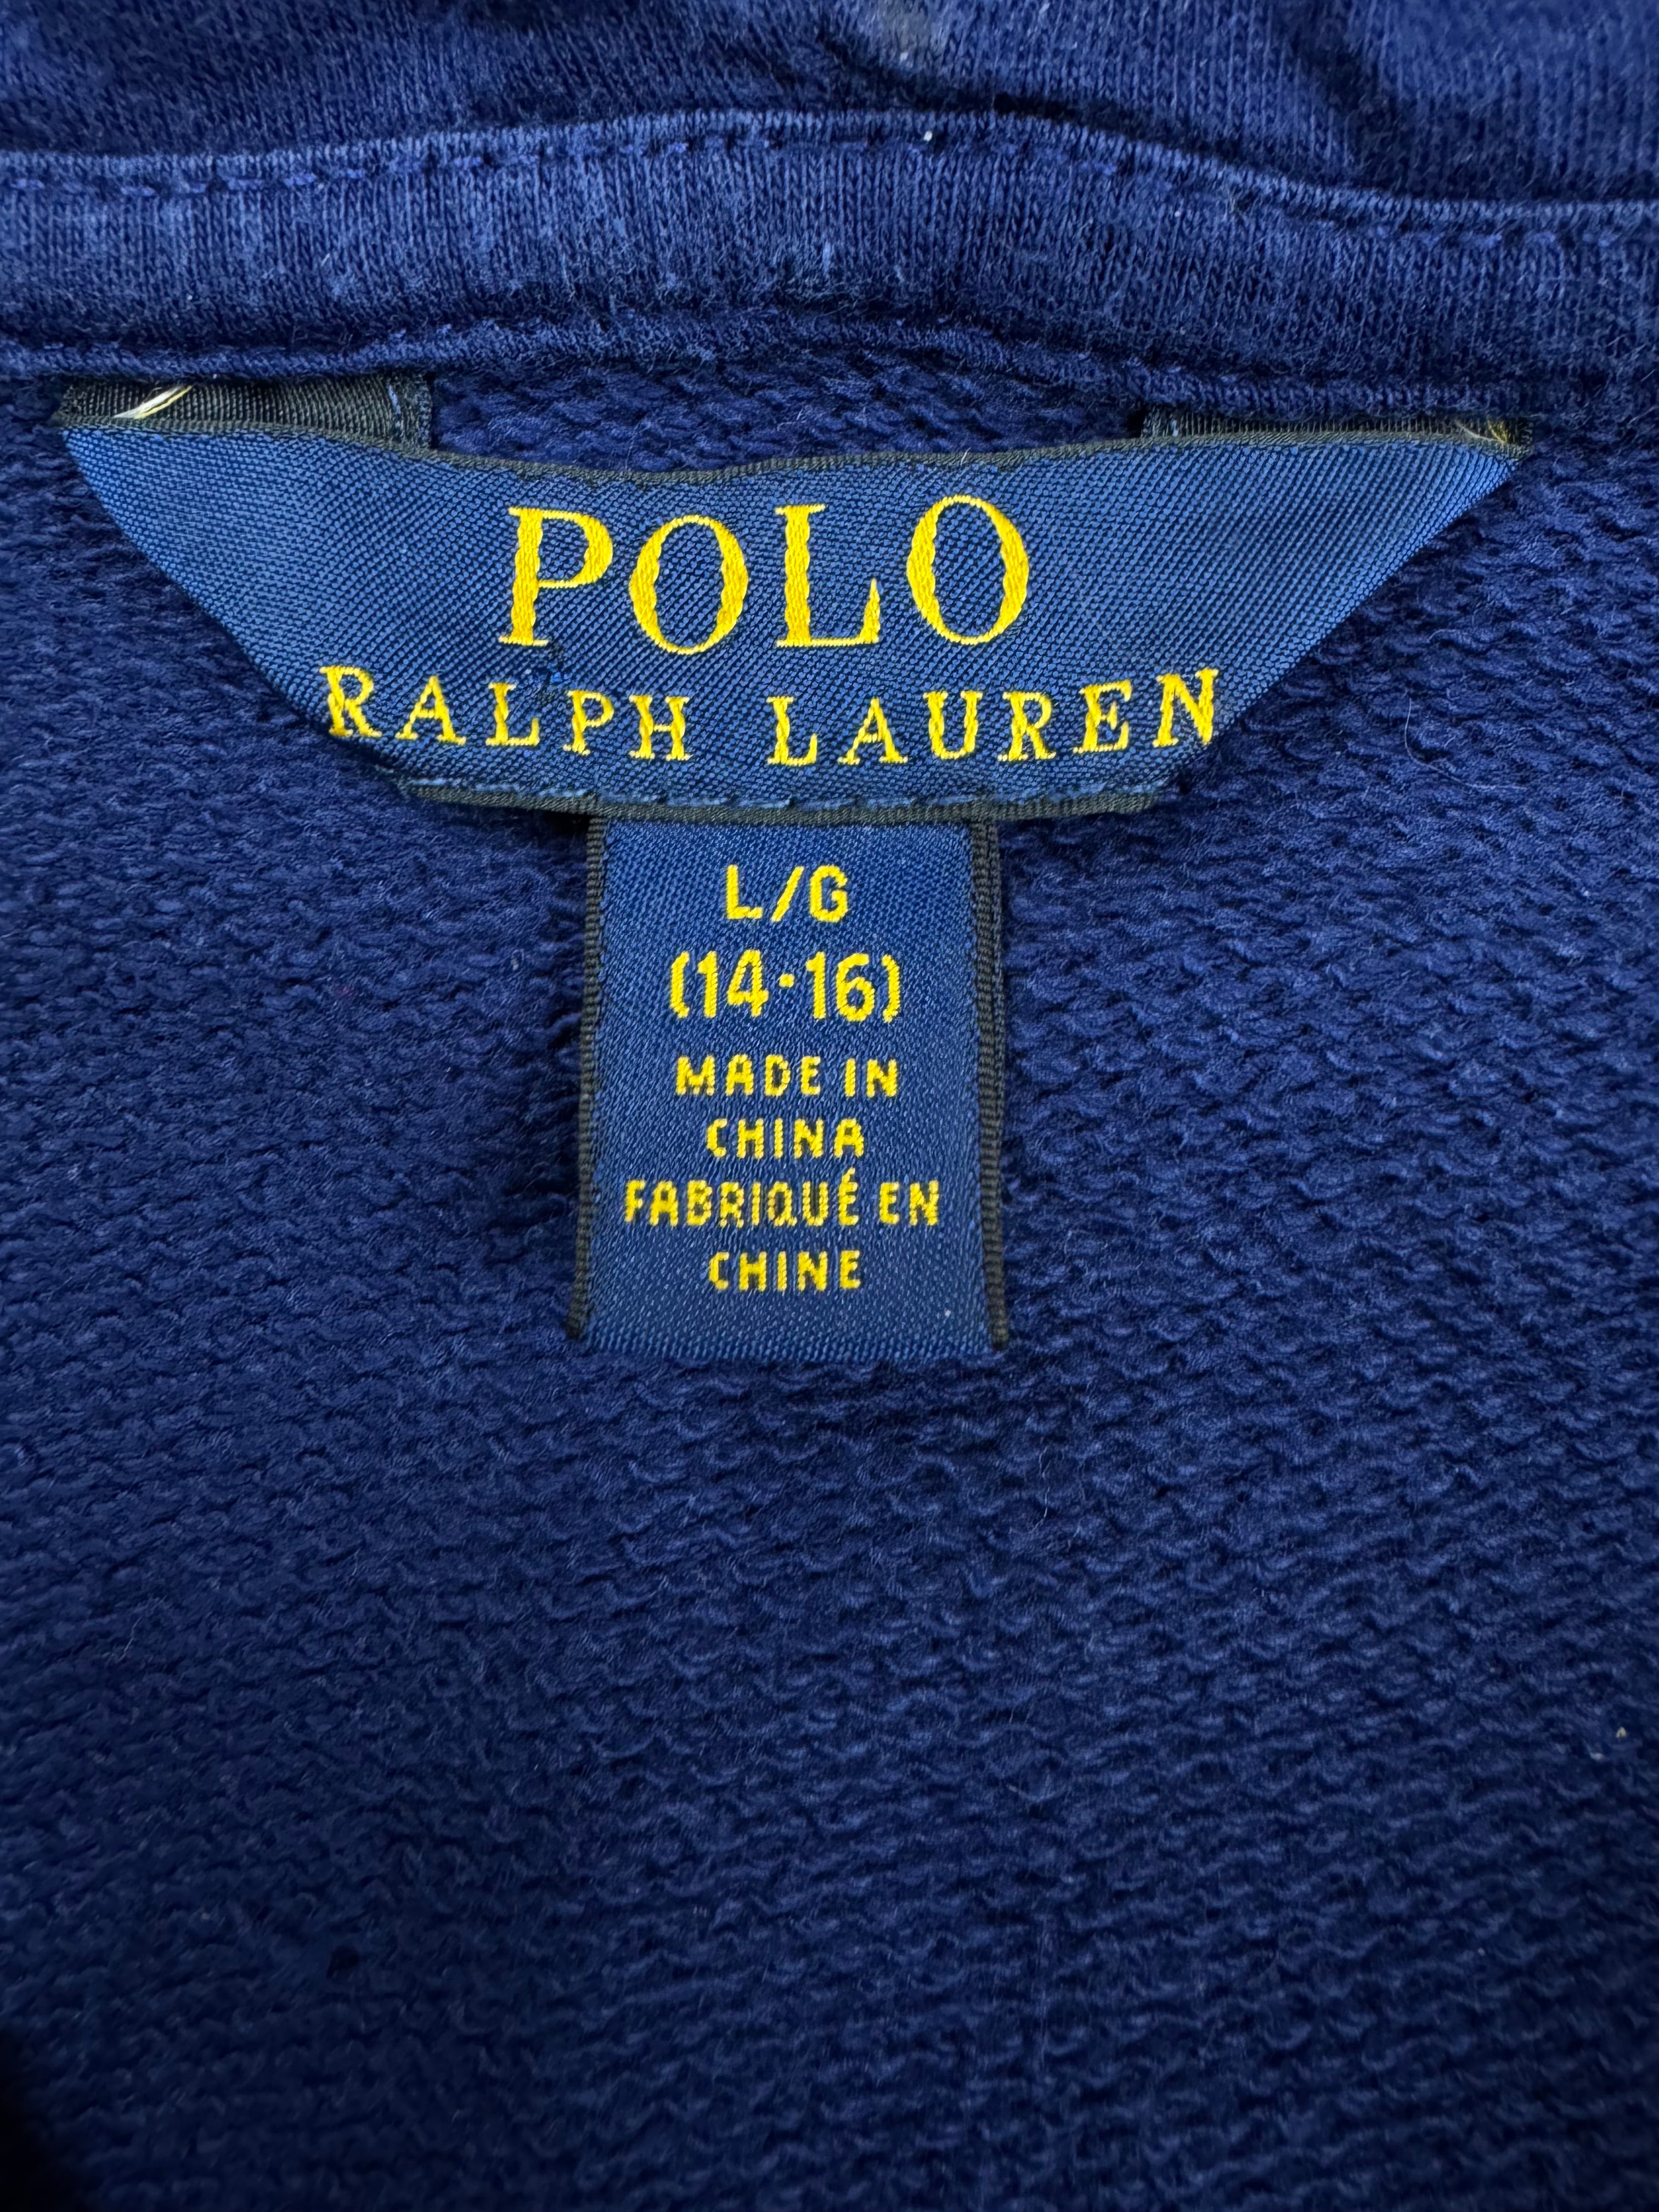 POLO
RALPH LAUREN
L/G
(14·16)
MADE IN
CHINA
FABRIQUÉ EN
CHINE